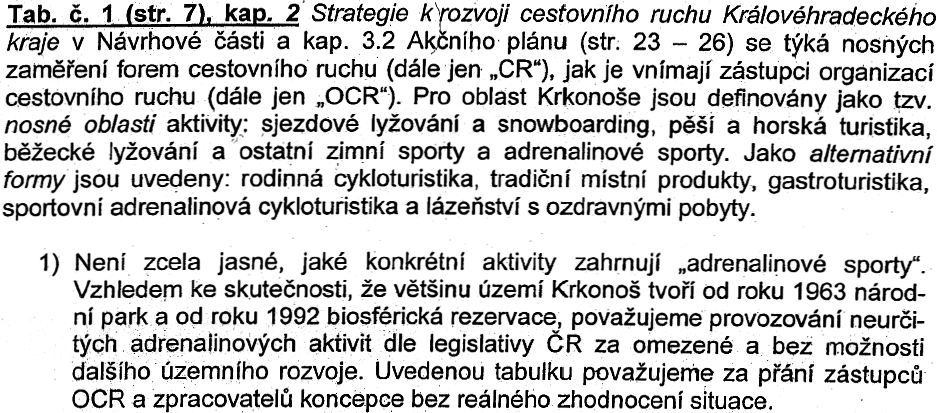 Tab. č. 1 (str. 7), kap. 2 Strategie k rozvoji cestovního ruchu Královéhradeckého
kraje v Návrhové části a kap. 3.2 Akčního plánu (str. 23 – 26) se týká nosných
zaměření forem cestovního ruchu (dále jen „CR“), jak je vnímají zástupci organizací
cestovního ruchu (dále jen „OCR“). Pro oblast Krkonoše jsou definovány jako tzv.
nosné oblasti aktivity: sjezdové lyžování a snowboarding, pěší a horská turistika,
běžecké lyžování a ostatní zimní sporty a adrenalinové sporty. Jako alternativní
formy jsou uvedeny: rodinná cykloturistika, tradiční místní produkty, gastroturistika,
sportovní adrenalinová cykloturistika a lázeňství s ozdravnými pobyty.
1) Není zcela jasné, jaké konkrétní aktivity zahrnují „adrenalinové sporty“.
Vzhledem ke skutečnosti, že většinu území Krkonoš tvoří od roku 1963 národ-
ní park a od roku 1992 biosférická rezervace, považujeme provozování neurči-
tých adrenalinových aktivit dle legislativy ČR za omezené a bez možnosti
dalšího územního rozvoje. Uvedenou tabulku považujeme za přání zástupců
OCR a zpracovatelů koncepce bez reálného zhodnocení situace.